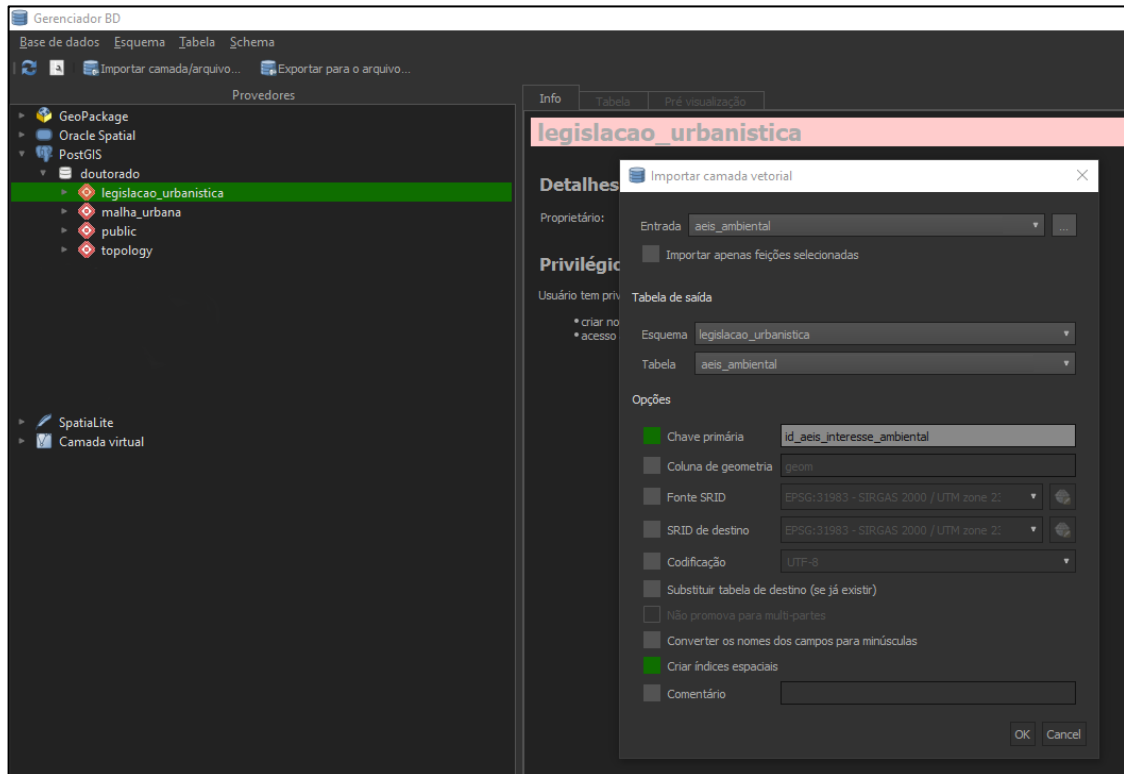 Gerenciador BD
Base de dados Esquema Tabela Schema
Importar camada/arquivo... Exportar para o arquivo...
Provedores
GeoPackage
Oracle Spatial
PostGIS
doutorado
legislacao_urbanistica
malha_urbana
public
topology
SpatiaLite
Camada virtual
Info Tabela Pré visualização
legislacao_urbanistica
Detalhes
Proprietário:
Privilégio
Usuário tem priv
• criar no
• acesso
Importar camada vetorial
Entrada aeis_ambiental ...
Importar apenas feições selecionadas
Tabela de saída
Esquema legislacao_urbanistica
Tabela aeis_ambiental
Opções
Chave primária id_aeis_interesse_ambiental
Coluna de geometria geom
Fonte SRID EPSG:31983 - SIRGAS 2000 / UTM zone 23
SRID de destino EPSG:31983 - SIRGAS 2000 / UTM zone 23
Codificação UTF-8
Substituir tabela de destino (se já existir)
Não promova para multi-partes
Converter os nomes dos campos para minúsculas
Criar índices espaciais
Comentário
OK Cancel